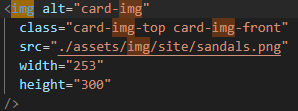 <img alt="card-img"
class="card-img-top card-img-front"
src="./assets/img/site/sandals.png"
width="253"
height="300"
/>